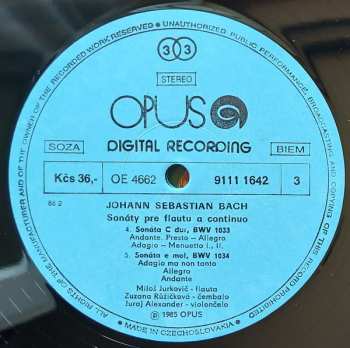 UNAUTHORIZED PUBLIC PERFORMANCE, BROADCASTING AND COPYING OF THIS RECORD PROHIBITED
ALL RIGHTS OF THE MANUFACTURER AND OF THE OWNER OF THE RECORDED WORK RESERVED
33
STEREO
OPUS
SOZA
DIGITAL RECORDING
BIEM
Kčs 36,-
OE 4662
9111 1642
3
86 2
JOHANN SEBASTIAN BACH
Sonáty pre flautu a continuo
4. Sonáta C dur, BWV 1033
Andante. Presto - Allegro
Adagio - Menuetto I., II.
5. Sonáta e mol, BWV 1034
Adagio ma non tanto
Allegro
Andante
Miloš Jurkovič - flauta
Zuzana Růžičková - čembalo
Juraj Alexander - violončelo
℗ 1985 OPUS
MADE IN CZECHOSLOVAKIA